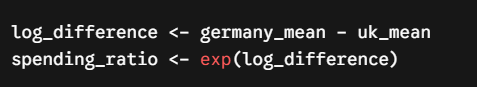 log_difference <- germany_mean - uk_mean
spending_ratio <- exp(log_difference)